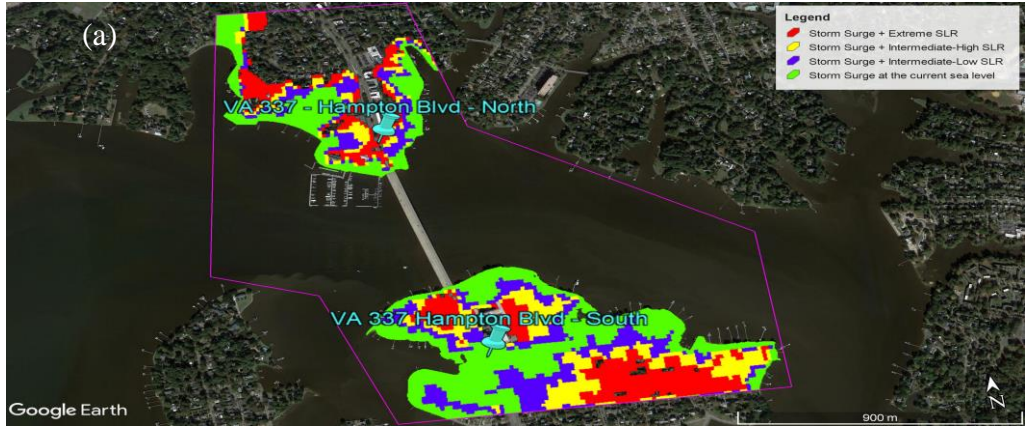 (a)
Legend
Storm Surge + Extreme SLR
Storm Surge + Intermediate-High SLR
Storm Surge + Intermediate-Low SLR
Storm Surge at the current sea level
VA 337 - Hampton Blvd - North
VA 337 Hampton Blvd - South
N
Google Earth
900 m